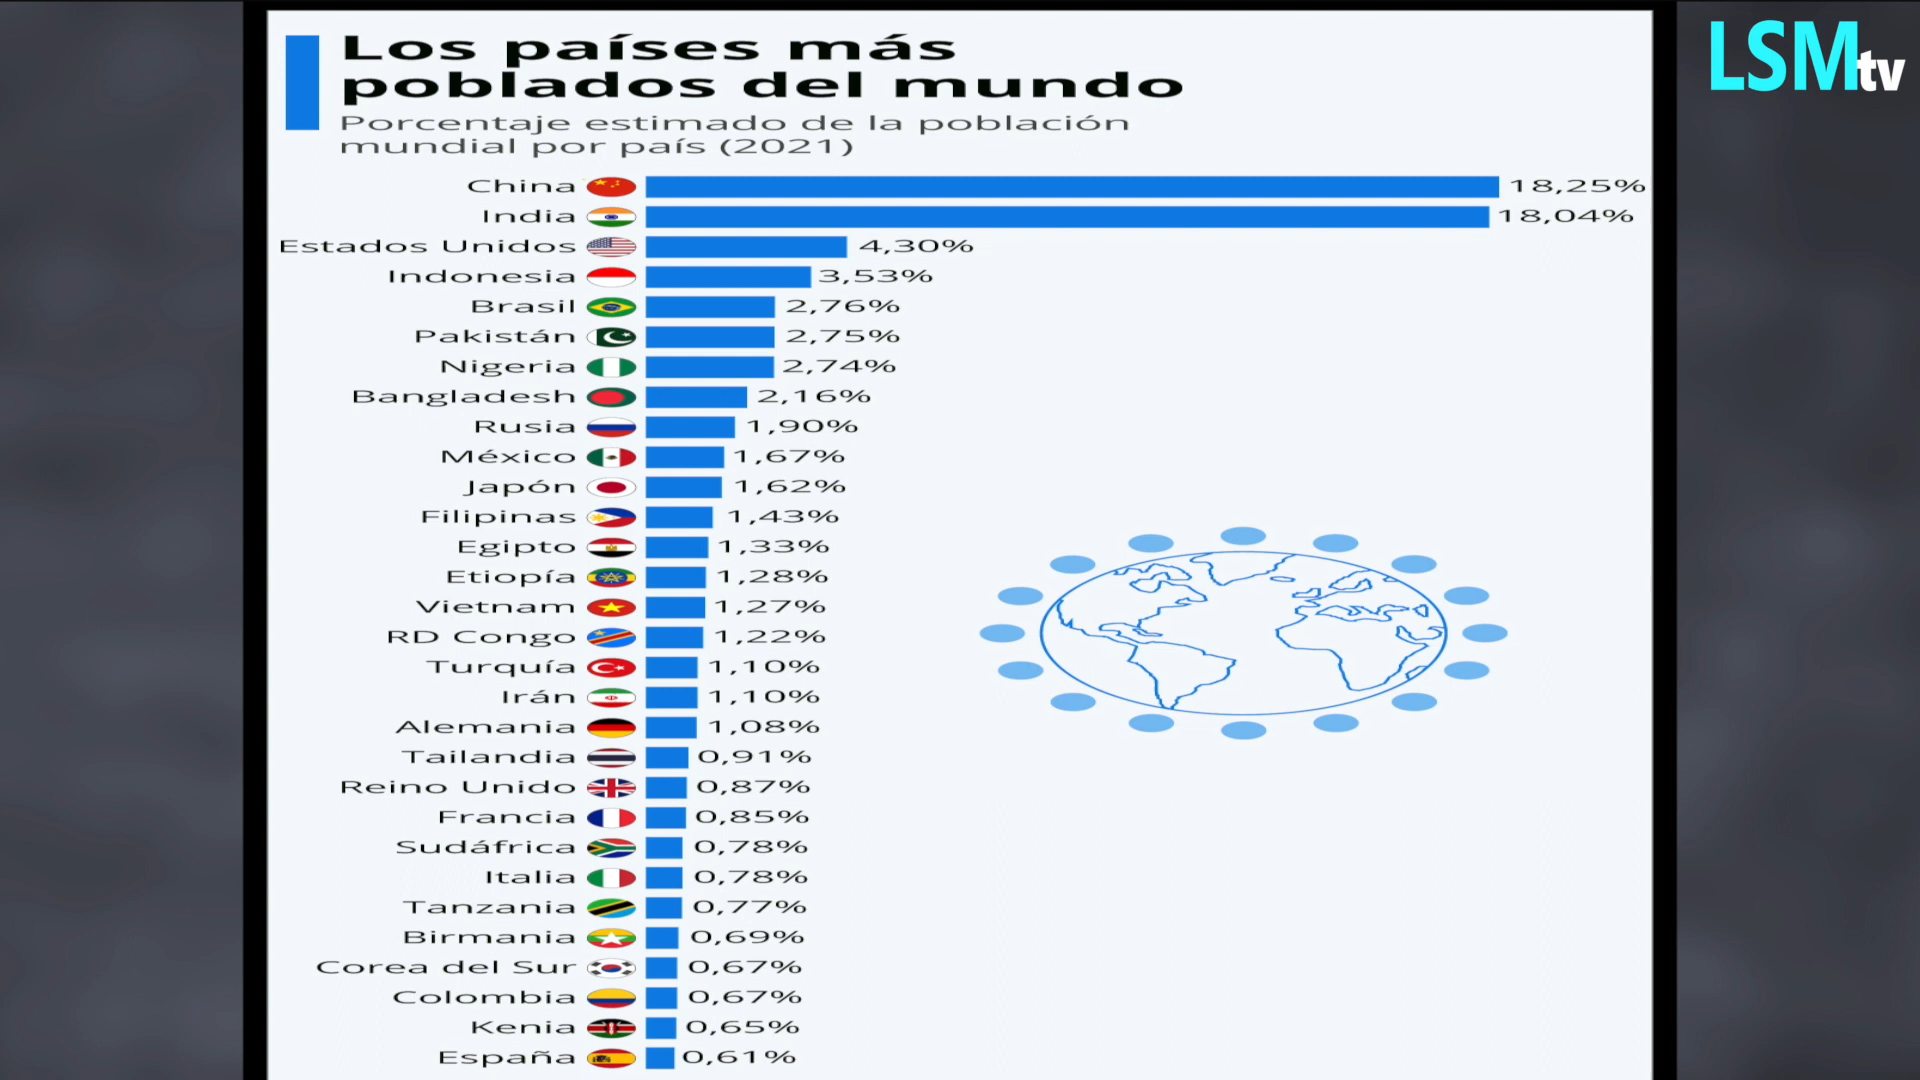 LSMtv
Los países más
poblados del mundo
Porcentaje estimado de la población
mundial por país (2021)
China 18,25%
India 18,04%
Estados Unidos 4,30%
Indonesia 3,53%
Brasil 2,76%
Pakistán 2,75%
Nigeria 2,74%
Bangladesh 2,16%
Rusia 1,90%
México 1,67%
Japón 1,62%
Filipinas 1,43%
Egipto 1,33%
Etiopía 1,28%
Vietnam 1,27%
RD Congo 1,22%
Turquía 1,10%
Irán 1,10%
Alemania 1,08%
Tailandia 0,91%
Reino Unido 0,87%
Francia 0,85%
Sudáfrica 0,78%
Italia 0,78%
Tanzania 0,77%
Birmania 0,69%
Corea del Sur 0,67%
Colombia 0,67%
Kenia 0,65%
España 0,61%